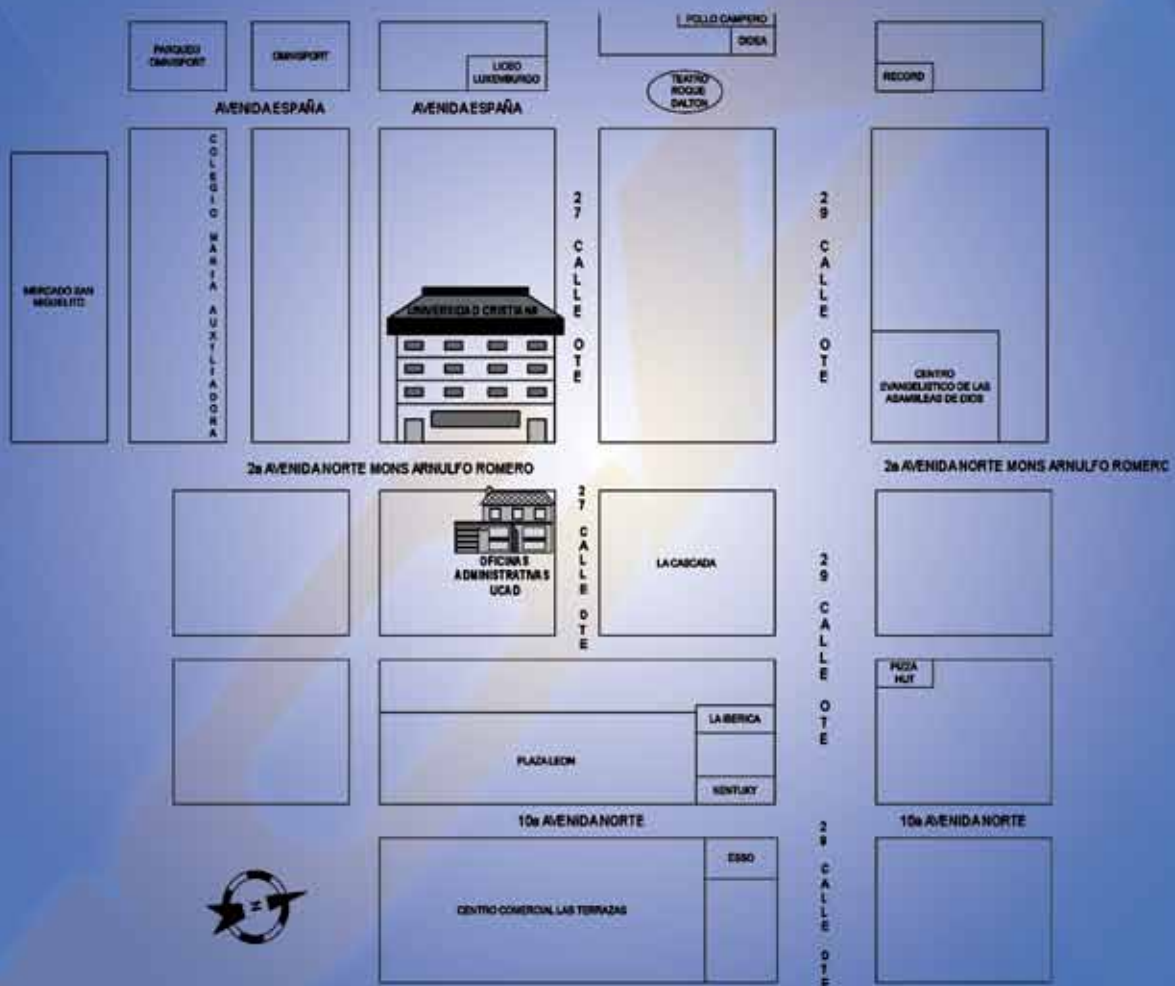 POLLO CAMPERO
DIDEA
PARQUEO
OMNISPORT
OMNISPORT
LICEO
LUXEMBURGO
TEATRO
ROQUE
DALTON
RECORD
AVENIDA ESPAÑA
AVENIDA ESPAÑA
COLEGIO MARIA AUXILIADORA
27 CALLE OTE
29 CALLE OTE
MERCADO SAN
MIGUELITO
UNIVERSIDAD CRISTIANA
CENTRO
EVANGELISTICO DE LAS
ASAMBLEAS DE DIOS
2a AVENIDA NORTE MONS ARNULFO ROMERO
2a AVENIDA NORTE MONS ARNULFO ROMERO
27 CALLE OTE
OFICINAS
ADMINISTRATIVAS
UCAD
LA CASCADA
29 CALLE OTE
PIZZA
HUT
LA IBERICA
PLAZA LEON
KENTUKY
10a AVENIDA NORTE
10a AVENIDA NORTE
29 CALLE OTE
ESSO
CENTRO COMERCIAL LAS TERRAZAS
N